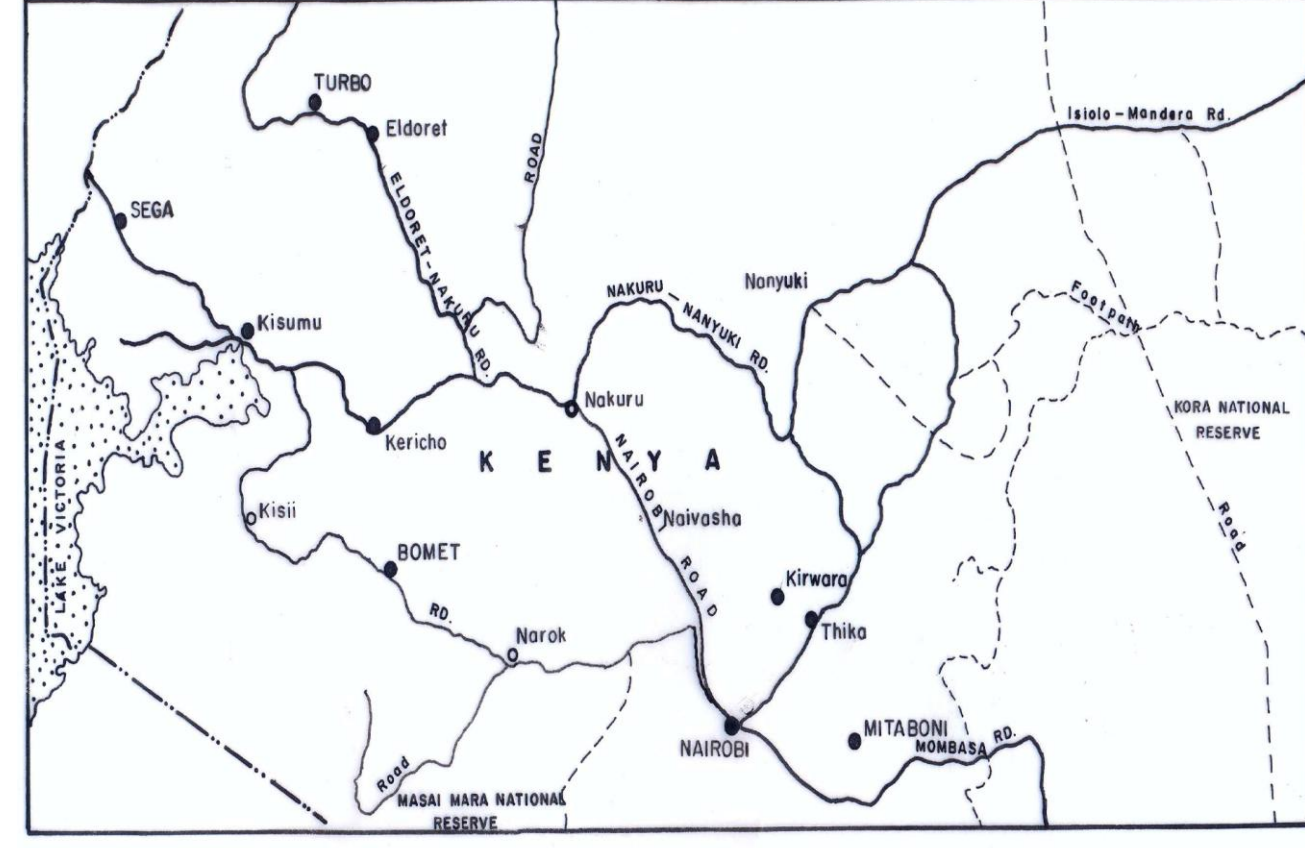 TURBO
Eldoret
ROAD
Isiolo-Mandera Rd.
ELDORET-NAKURU RD.
SEGA
Nanyuki
NAKURU-NANYUKI RD.
Footpath
Kisumu
Nakuru
KORA NATIONAL
RESERVE
Kericho
KENYA
NAIROBI ROAD
LAKE VICTORIA
Kisii
Naivasha
Road
BOMET
Kirwara
RD.
Thika
Narok
MITABONI
NAIROBI
MOMBASA RD.
Road
MASAI MARA NATIONAL
RESERVE